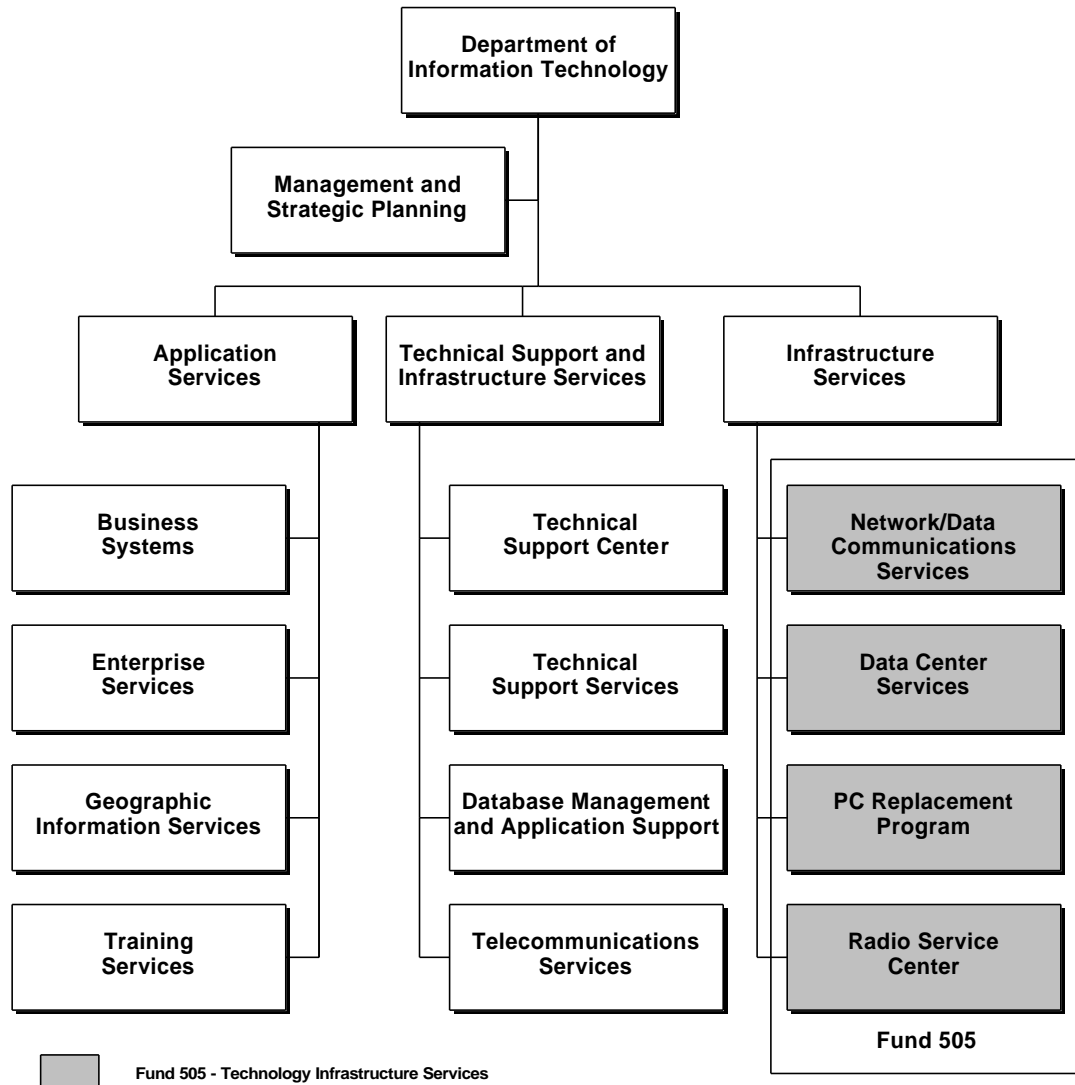 Department of
Information Technology
Management and
Strategic Planning
Application
Services
Technical Support and
Infrastructure Services
Infrastructure
Services
Business
Systems
Technical
Support Center
Network/Data
Communications
Services
Enterprise
Services
Technical
Support Services
Data Center
Services
Geographic
Information Services
Database Management
and Application Support
PC Replacement
Program
Training
Services
Telecommunications
Services
Radio Service
Center
Fund 505
Fund 505 - Technology Infrastructure Services